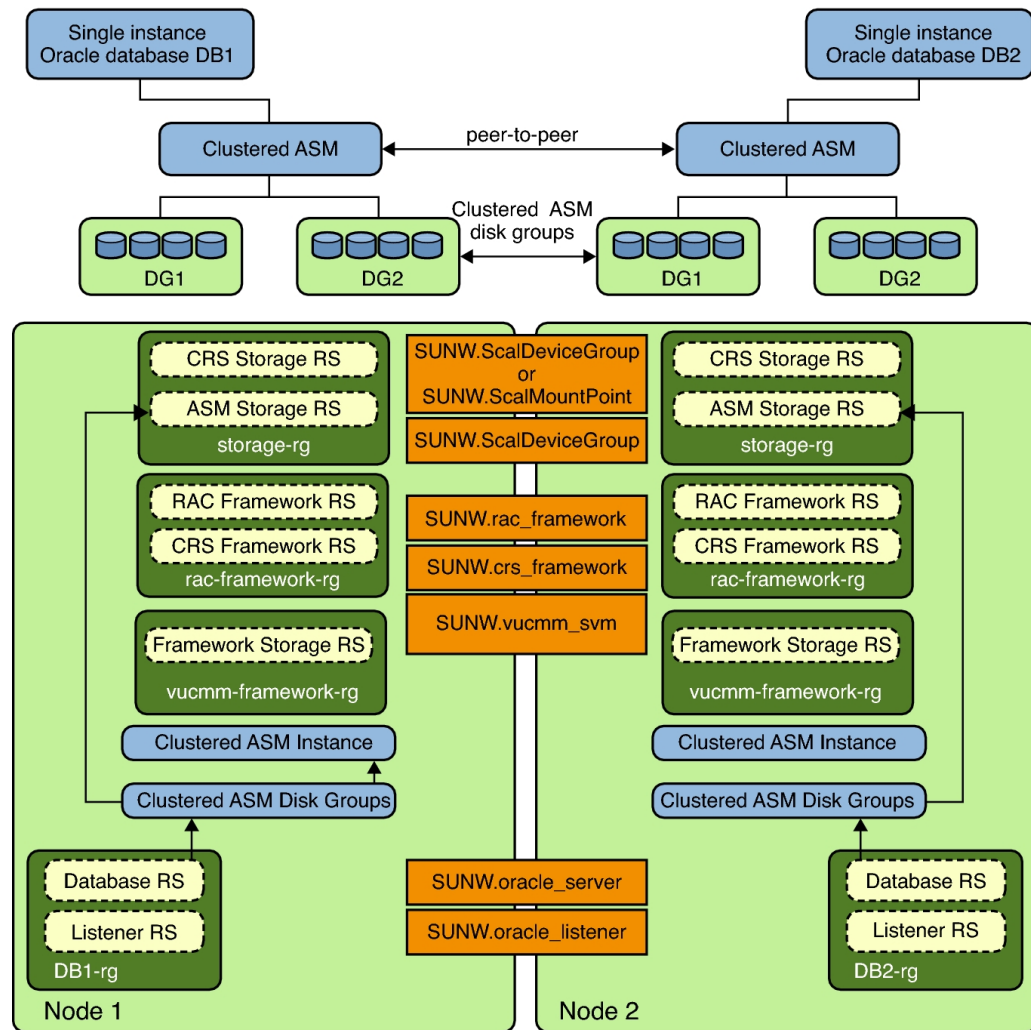 Single instance
Oracle database DB1
Single instance
Oracle database DB2
Clustered ASM
peer-to-peer
Clustered ASM
Clustered ASM
disk groups
DG1
DG2
DG1
DG2
CRS Storage RS
ASM Storage RS
storage-rg
RAC Framework RS
CRS Framework RS
rac-framework-rg
Framework Storage RS
vucmm-framework-rg
Clustered ASM Instance
Clustered ASM Disk Groups
Database RS
Listener RS
DB1-rg
Node 1
SUNW.ScalDeviceGroup
or
SUNW.ScalMountPoint
SUNW.ScalDeviceGroup
SUNW.rac_framework
SUNW.crs_framework
SUNW.vucmm_svm
SUNW.oracle_server
SUNW.oracle_listener
CRS Storage RS
ASM Storage RS
storage-rg
RAC Framework RS
CRS Framework RS
rac-framework-rg
Framework Storage RS
vucmm-framework-rg
Clustered ASM Instance
Clustered ASM Disk Groups
Database RS
Listener RS
DB2-rg
Node 2